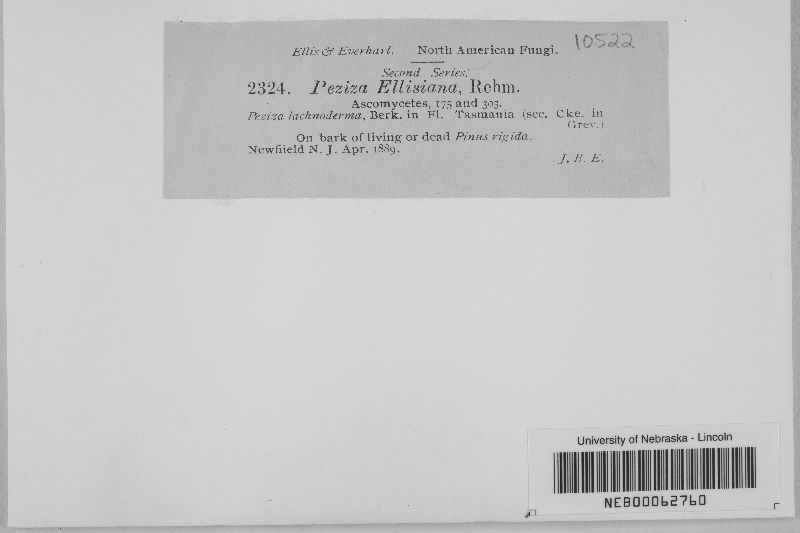 Ellis & Everhart. North American Fungi. 10522
Second Series.
2324. Peziza Ellisiana, Rehm.
Ascomycetes, 175 and 303.
Peziza lachnoderma, Berk. in Fl. Tasmania (sec. Cke. in
Grev.)
On bark of living or dead Pinus rigida.
Newfiield N. J. Apr. 1889.
J. B. E.
University of Nebraska - Lincoln
NEB00062760